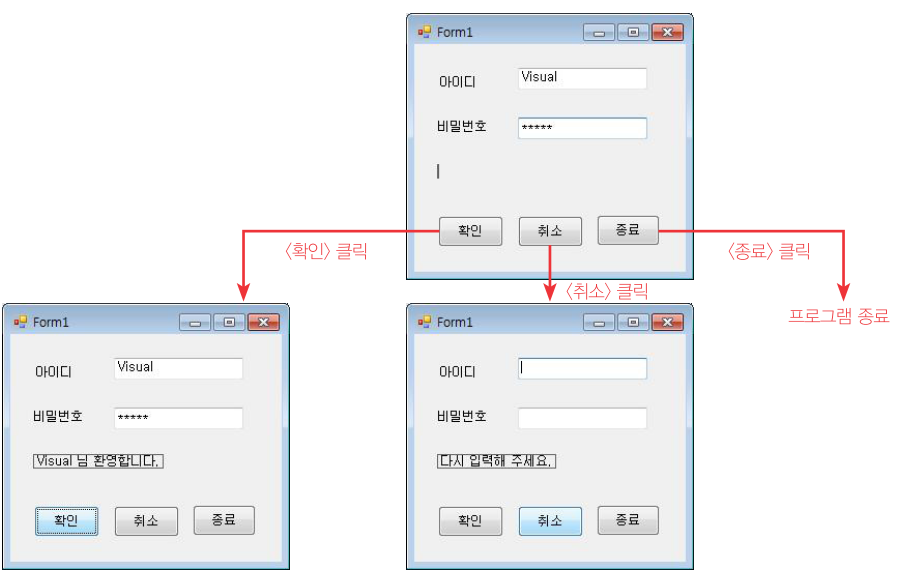 Form1
아이디 Visual
비밀번호 *****
확인 취소 종료
〈확인〉 클릭
〈종료〉 클릭
〈취소〉 클릭
프로그램 종료
Form1
아이디 Visual
비밀번호 *****
Visual 님 환영합니다.
확인 취소 종료
Form1
아이디
비밀번호
다시 입력해 주세요.
확인 취소 종료